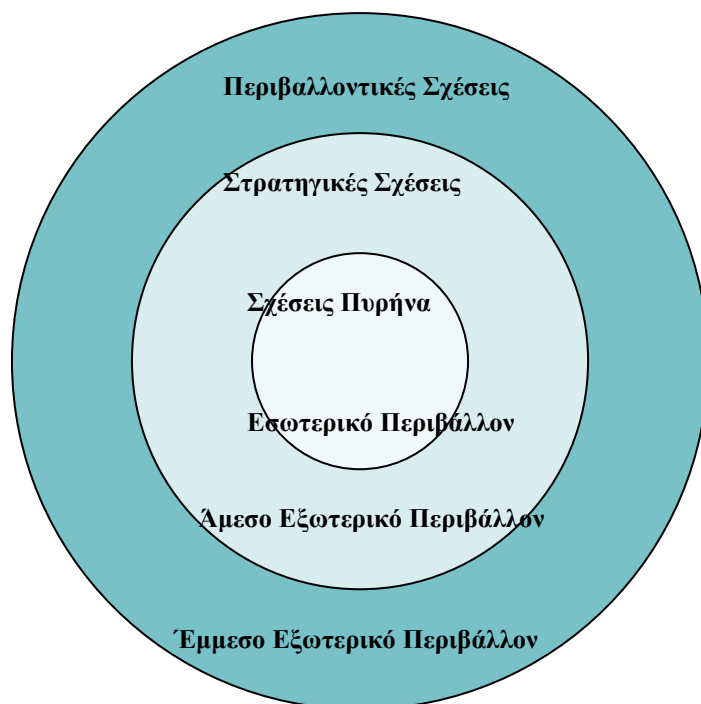 Περιβαλλοντικές Σχέσεις
Στρατηγικές Σχέσεις
Σχέσεις Πυρήνα
Εσωτερικό Περιβάλλον
Άμεσο Εξωτερικό Περιβάλλον
Έμμεσο Εξωτερικό Περιβάλλον